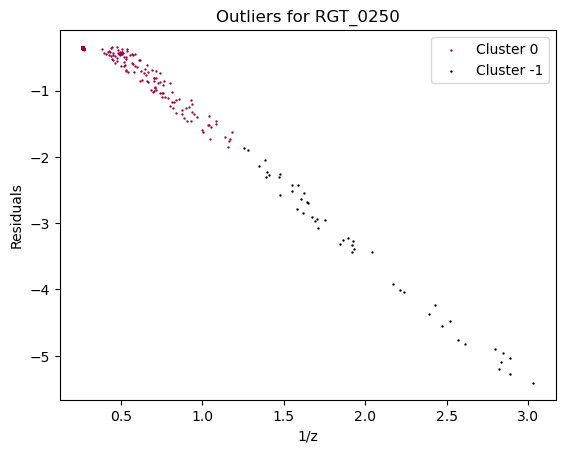 Outliers for RGT_0250
Cluster 0
Cluster -1
−1
−2
−3
−4
−5
Residuals
0.5 1.0 1.5 2.0 2.5 3.0
1/z